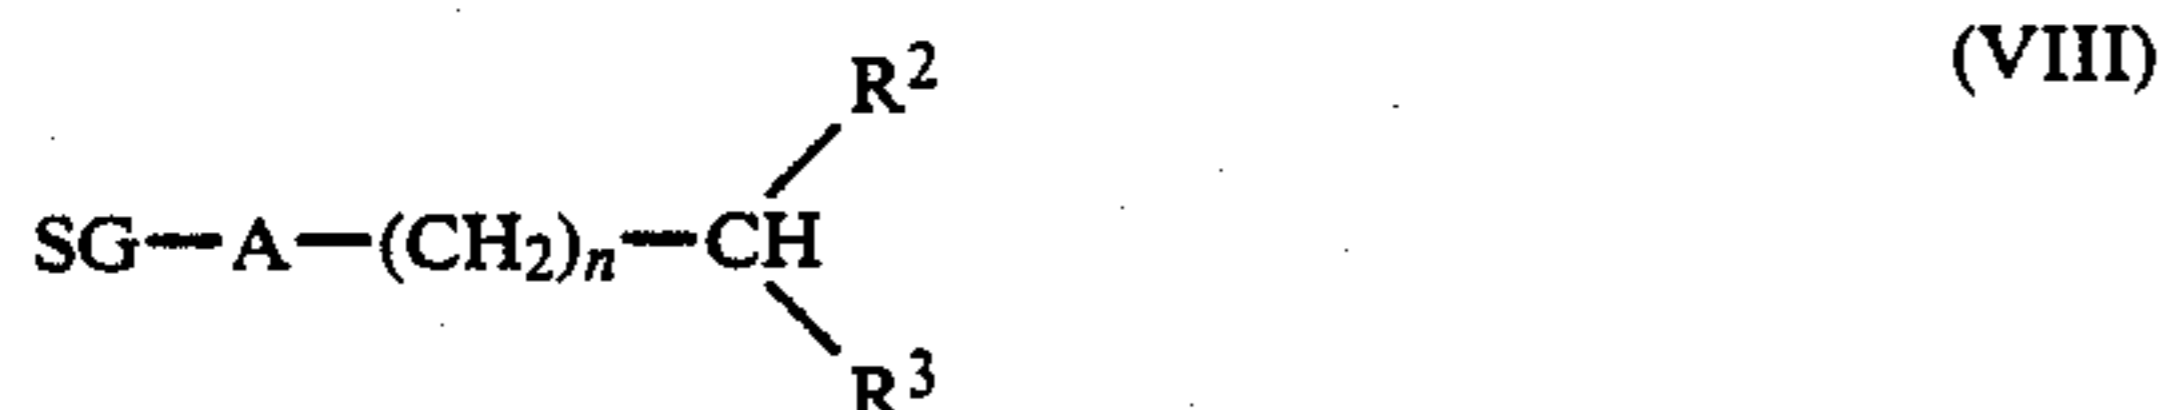 (VIII)
R²
SG—A—(CH₂)ₙ—CH
R³